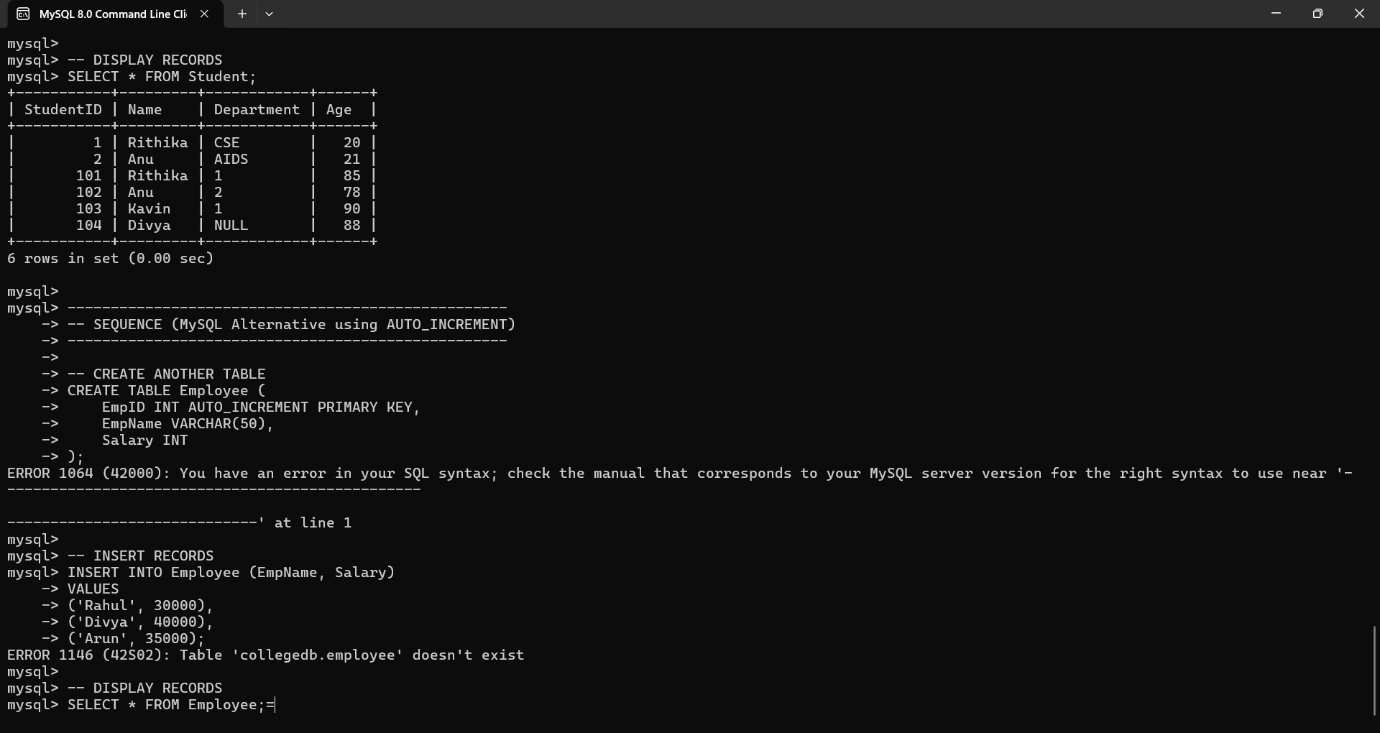 MySQL 8.0 Command Line Cli
mysql>
mysql> -- DISPLAY RECORDS
mysql> SELECT * FROM Student;
+-----------+---------+------------+------+
| StudentID | Name    | Department | Age  |
+-----------+---------+------------+------+
|         1 | Rithika | CSE        |   20 |
|         2 | Anu     | AIDS       |   21 |
|       101 | Rithika | 1          |   85 |
|       102 | Anu     | 2          |   78 |
|       103 | Kavin   | 1          |   90 |
|       104 | Divya   | NULL       |   88 |
+-----------+---------+------------+------+
6 rows in set (0.00 sec)
mysql>
mysql> ---------------------------------------------------
    -> -- SEQUENCE (MySQL Alternative using AUTO_INCREMENT)
    -> ---------------------------------------------------
    ->
    -> -- CREATE ANOTHER TABLE
    -> CREATE TABLE Employee (
    ->     EmpID INT AUTO_INCREMENT PRIMARY KEY,
    ->     EmpName VARCHAR(50),
    ->     Salary INT
    -> );
ERROR 1064 (42000): You have an error in your SQL syntax; check the manual that corresponds to your MySQL server version for the right syntax to use near '-
------------------------------------------------
-----------------------------' at line 1
mysql>
mysql> -- INSERT RECORDS
mysql> INSERT INTO Employee (EmpName, Salary)
    -> VALUES
    -> ('Rahul', 30000),
    -> ('Divya', 40000),
    -> ('Arun', 35000);
ERROR 1146 (42S02): Table 'collegedb.employee' doesn't exist
mysql>
mysql> -- DISPLAY RECORDS
mysql> SELECT * FROM Employee;=